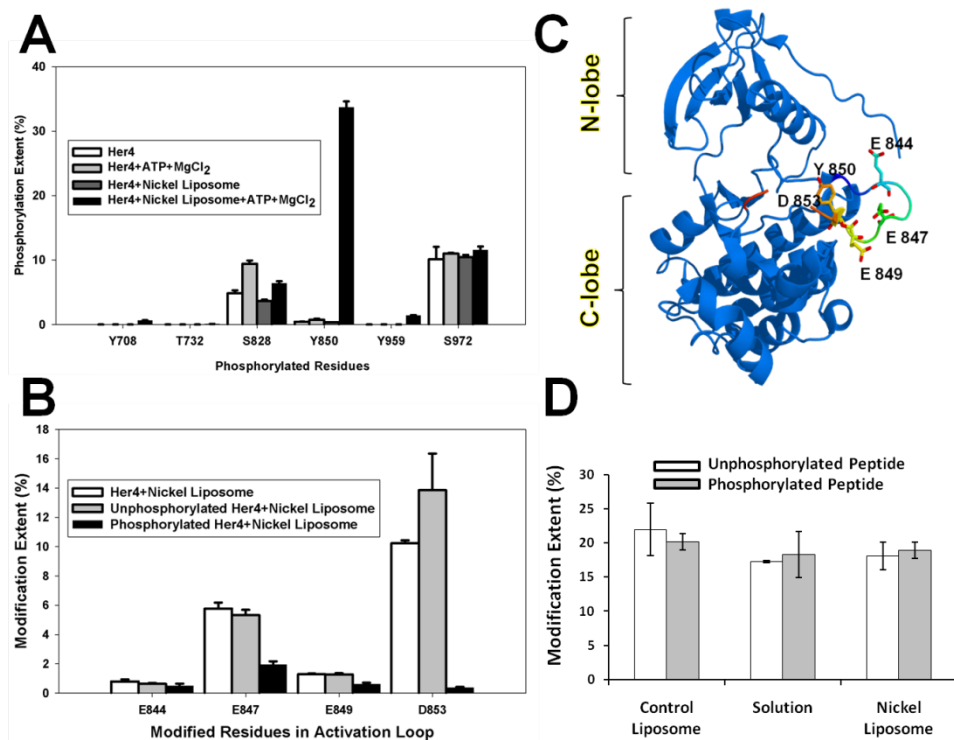 A
Phosphorylation Extent (%)
40
30
20
10
0
Her4
Her4+ATP+MgCl2
Her4+Nickel Liposome
Her4+Nickel Liposome+ATP+MgCl2
Y708 T732 S828 Y850 Y959 S972
Phosphorylated Residues
B
Modification Extent (%)
18
16
14
12
10
8
6
4
2
0
Her4+Nickel Liposome
Unphosphorylated Her4+Nickel Liposome
Phosphorylated Her4+Nickel Liposome
E844 E847 E849 D853
Modified Residues in Activation Loop
C
N-lobe
C-lobe
E 844
Y 850
D 853
E 847
E 849
D
Modification Extent (%)
30
25
20
15
10
5
0
Unphosphorylated Peptide
Phosphorylated Peptide
Control Solution Nickel
Liposome Liposome